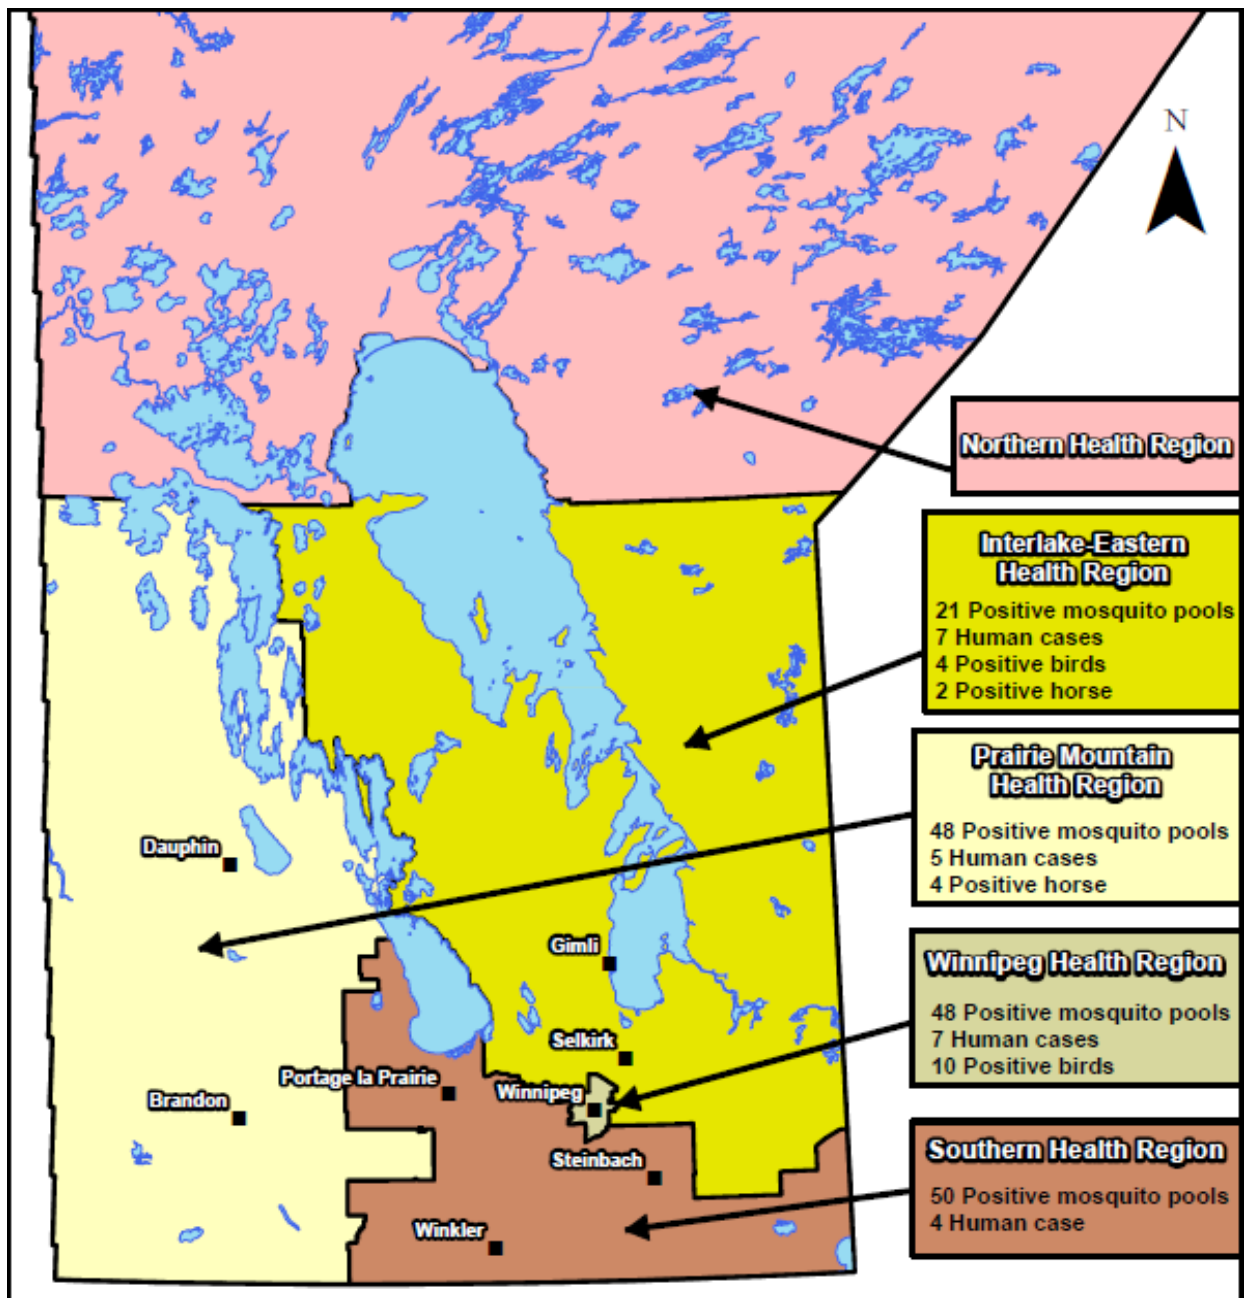 N
Northern Health Region
Interlake-Eastern
Health Region
21 Positive mosquito pools
7 Human cases
4 Positive birds
2 Positive horse
Prairie Mountain
Health Region
48 Positive mosquito pools
5 Human cases
4 Positive horse
Dauphin
Gimli
Winnipeg Health Region
48 Positive mosquito pools
7 Human cases
10 Positive birds
Selkirk
Portage la Prairie
Winnipeg
Brandon
Steinbach
Southern Health Region
50 Positive mosquito pools
4 Human case
Winkler